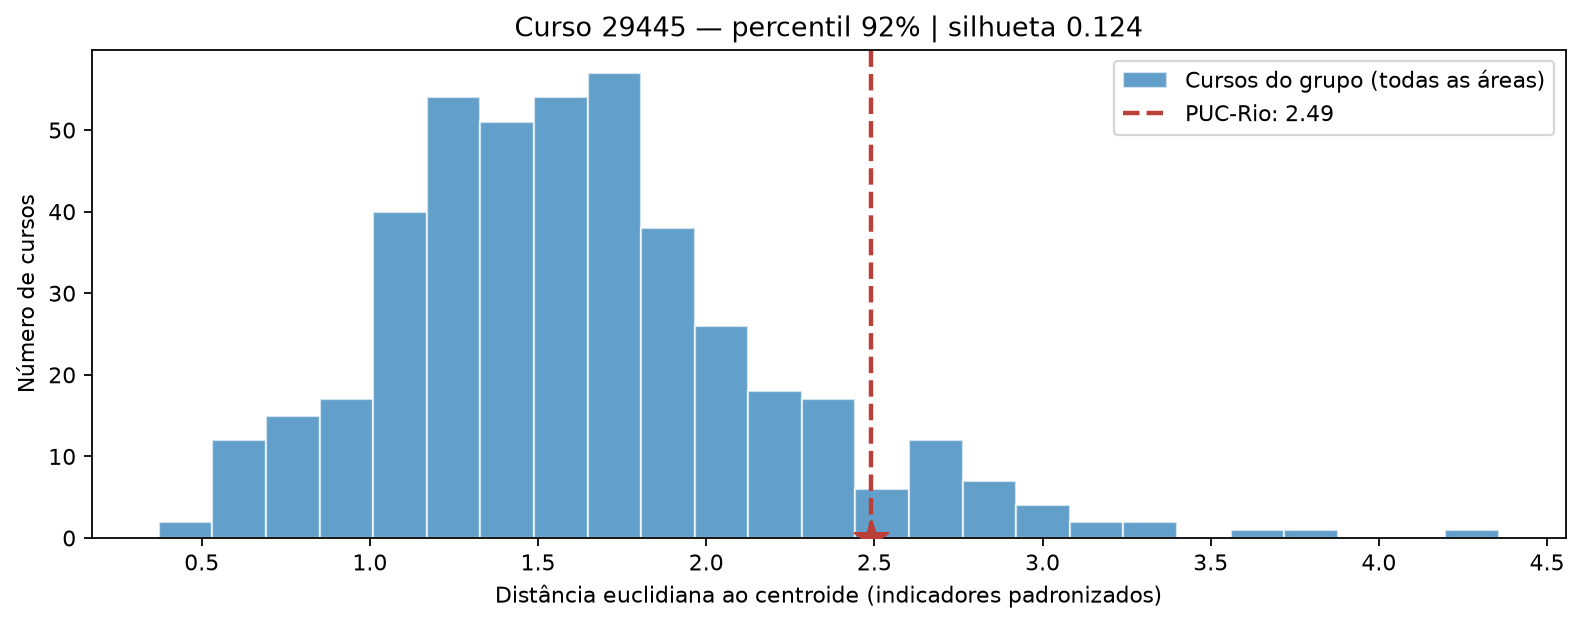 Curso 29445 — percentil 92% | silhueta 0.124
Cursos do grupo (todas as áreas)
PUC-Rio: 2.49
Número de cursos
50
40
30
20
10
0
0.5 1.0 1.5 2.0 2.5 3.0 3.5 4.0 4.5
Distância euclidiana ao centroide (indicadores padronizados)